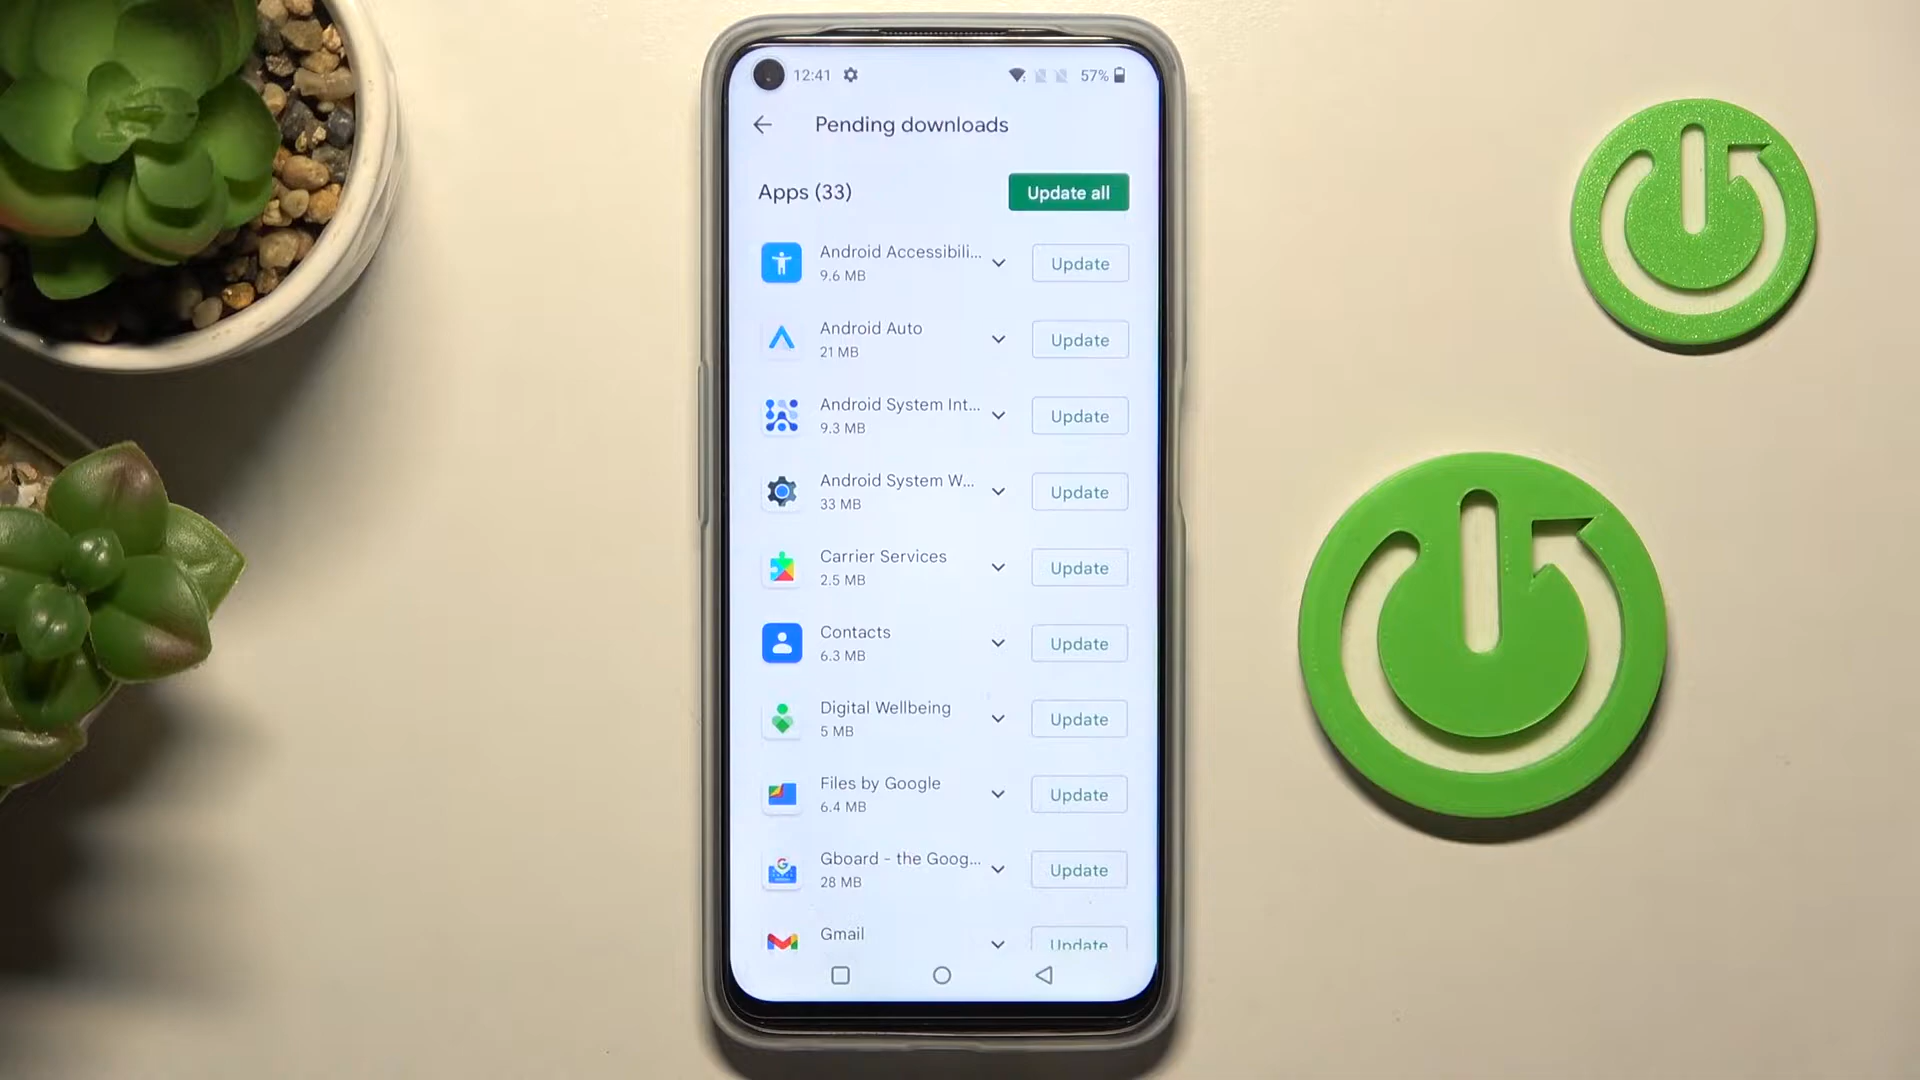 12:41 57%
Pending downloads
Apps (33) Update all
Android Accessibili... Update
9.6 MB
Android Auto Update
21 MB
Android System Int... Update
9.3 MB
Android System W... Update
33 MB
Carrier Services Update
2.5 MB
Contacts Update
6.3 MB
Digital Wellbeing Update
5 MB
Files by Google Update
6.4 MB
Gboard - the Goog... Update
28 MB
Gmail Update